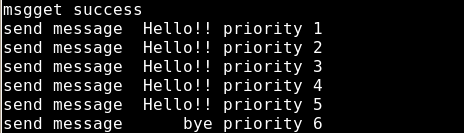 msgget success
send message  Hello!! priority 1
send message  Hello!! priority 2
send message  Hello!! priority 3
send message  Hello!! priority 4
send message  Hello!! priority 5
send message      bye priority 6